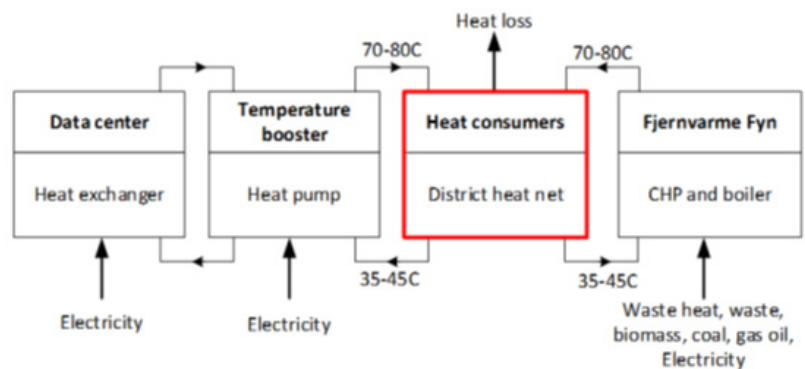 Heat loss
70-80C
70-80C
Data center
Temperature
booster
Heat consumers
Fjernvarme Fyn
Heat exchanger
Heat pump
District heat net
CHP and boiler
35-45C
35-45C
Electricity
Electricity
Waste heat, waste,
biomass, coal, gas oil,
Electricity